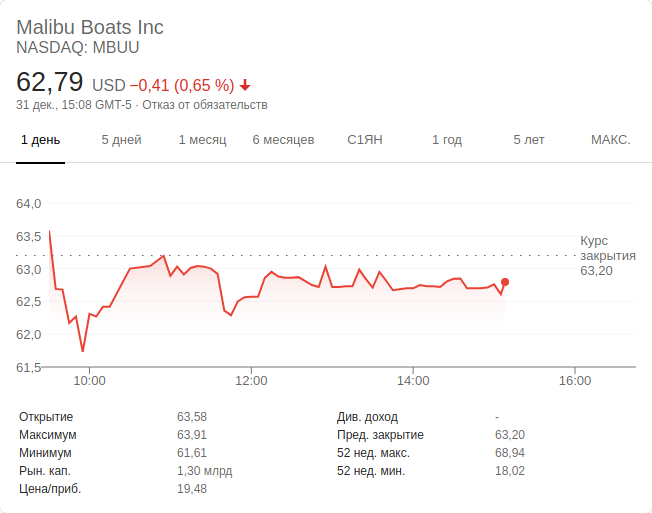 Malibu Boats Inc
NASDAQ: MBUU
62,79 USD −0,41 (0,65 %)
31 дек., 15:08 GMT-5 · Отказ от обязательств
1 день 5 дней 1 месяц 6 месяцев С1ЯН 1 год 5 лет МАКС.
64,0
63,5
63,0
62,5
62,0
61,5
Курс
закрытия
63,20
10:00 12:00 14:00 16:00
Открытие 63,58 Див. доход -
Максимум 63,91 Пред. закрытие 63,20
Минимум 61,61 52 нед. макс. 68,94
Рын. кап. 1,30 млрд 52 нед. мин. 18,02
Цена/приб. 19,48